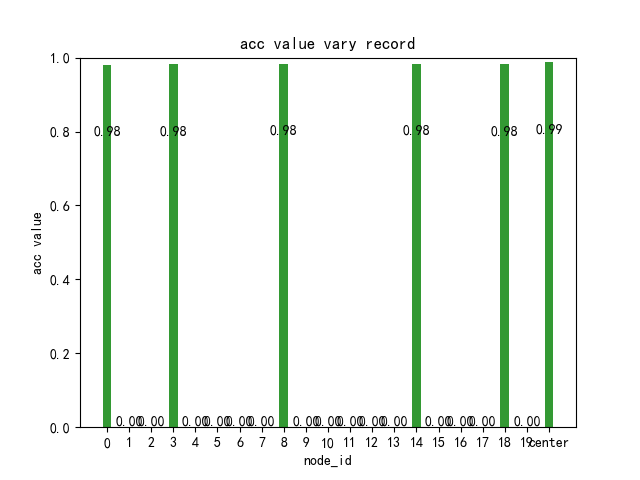 acc value vary record
1.0
0.8
0.6
0.4
0.2
0.0
acc value
0.98 0.98 0.98 0.98 0.98 0.99
0.00 0.00 0.00 0.00 0.00 0.00 0.00 0.00 0.00 0.00 0.00 0.00 0.00 0.00 0.00
0 1 2 3 4 5 6 7 8 9 10 11 12 13 14 15 16 17 18 19 center
node_id